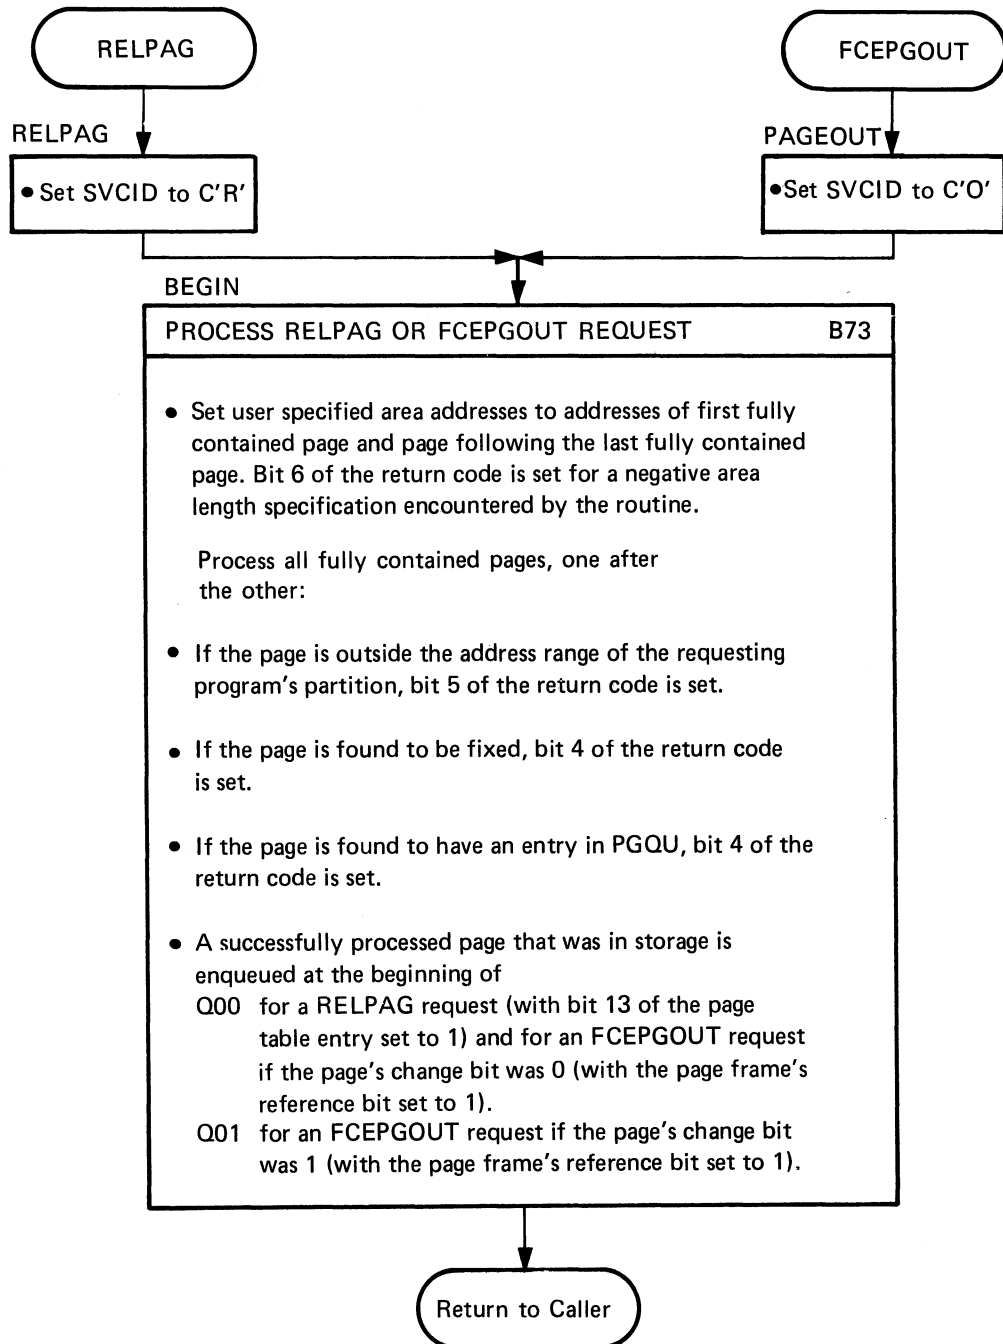 RELPAG
FCEPGOUT
RELPAG
PAGEOUT
• Set SVCID to C'R'
•Set SVCID to C'O'
BEGIN
PROCESS RELPAG OR FCEPGOUT REQUEST B73
• Set user specified area addresses to addresses of first fully
contained page and page following the last fully contained
page. Bit 6 of the return code is set for a negative area
length specification encountered by the routine.
Process all fully contained pages, one after
the other:
• If the page is outside the address range of the requesting
program's partition, bit 5 of the return code is set.
• If the page is found to be fixed, bit 4 of the return code
is set.
• If the page is found to have an entry in PGQU, bit 4 of the
return code is set.
• A successfully processed page that was in storage is
enqueued at the beginning of
Q00 for a RELPAG request (with bit 13 of the page
table entry set to 1) and for an FCEPGOUT request
if the page's change bit was 0 (with the page frame's
reference bit set to 1).
Q01 for an FCEPGOUT request if the page's change bit
was 1 (with the page frame's reference bit set to 1).
Return to Caller